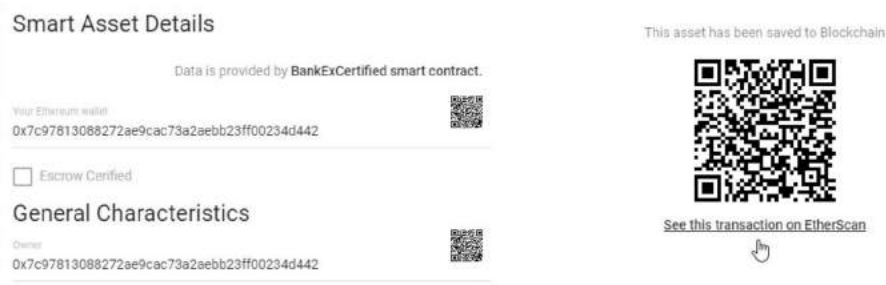 Smart Asset Details
Data is provided by BankExCertified smart contract.
Your Ethereum wallet
0x7c97813088272ae9cac73a2aebb23ff00234d442
Escrow Cerified
General Characteristics
Owner
0x7c97813088272ae9cac73a2aebb23ff00234d442
This asset has been saved to Blockchain
See this transaction on EtherScan